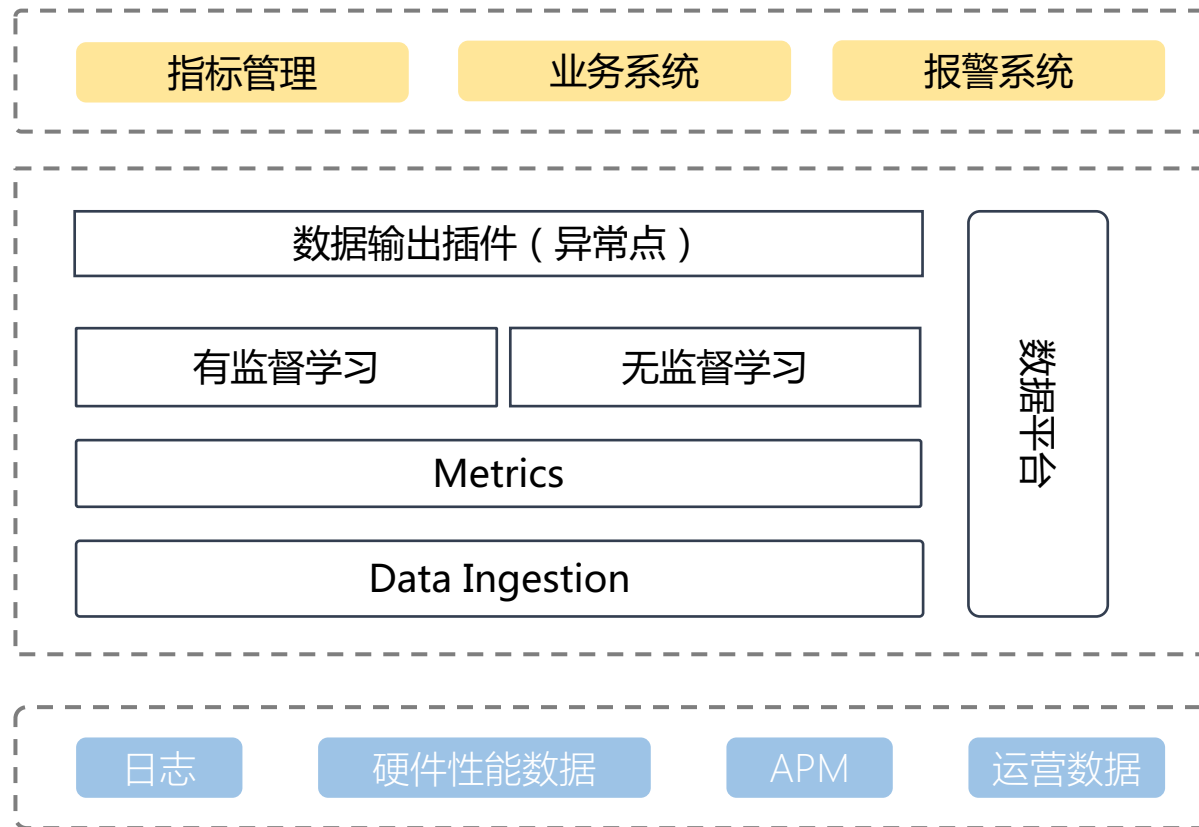 指标管理
业务系统
报警系统
数据输出插件（异常点）
有监督学习
无监督学习
Metrics
Data Ingestion
数据平台
日志
硬件性能数据
APM
运营数据